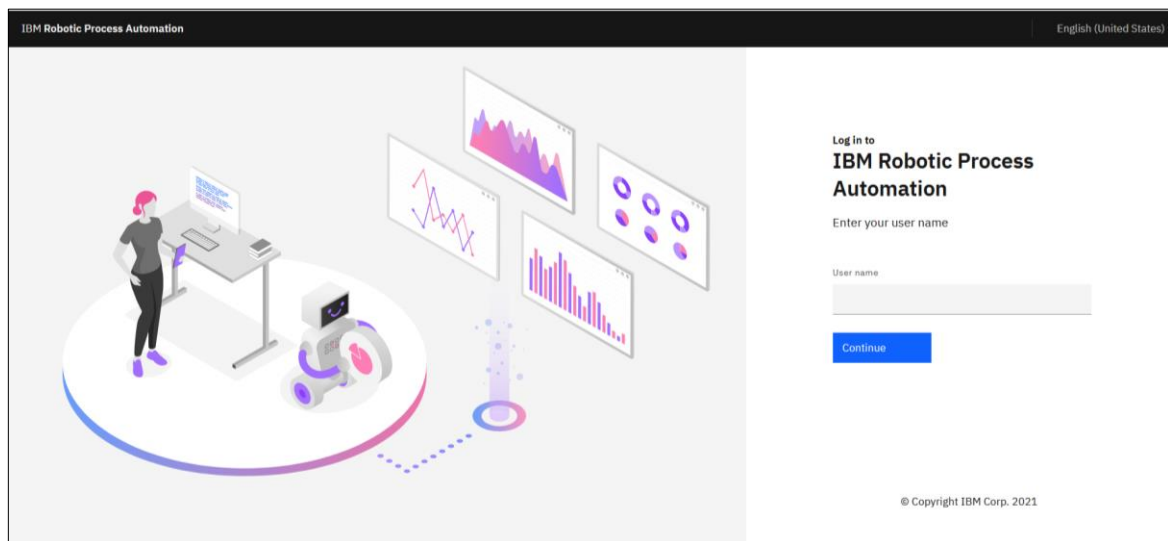 IBM Robotic Process Automation
English (United States)
Log in to
IBM Robotic Process
Automation
Enter your user name
User name
Continue
© Copyright IBM Corp. 2021